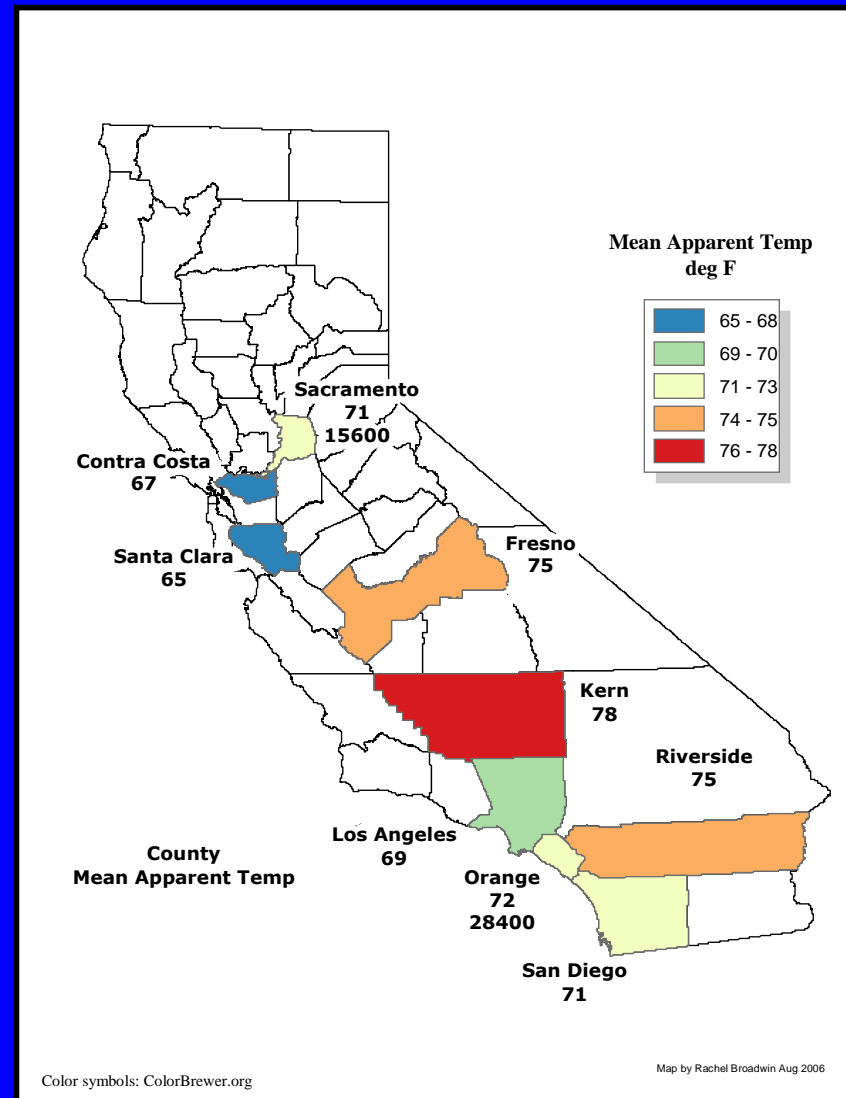 Mean Apparent Temp
deg F
65 - 68
69 - 70
71 - 73
74 - 75
76 - 78
Sacramento
71
15600
Contra Costa
67
Santa Clara
65
Fresno
75
Kern
78
Riverside
75
Los Angeles
69
County
Mean Apparent Temp
Orange
72
28400
San Diego
71
Color symbols: ColorBrewer.org
Map by Rachel Broadwin Aug 2006